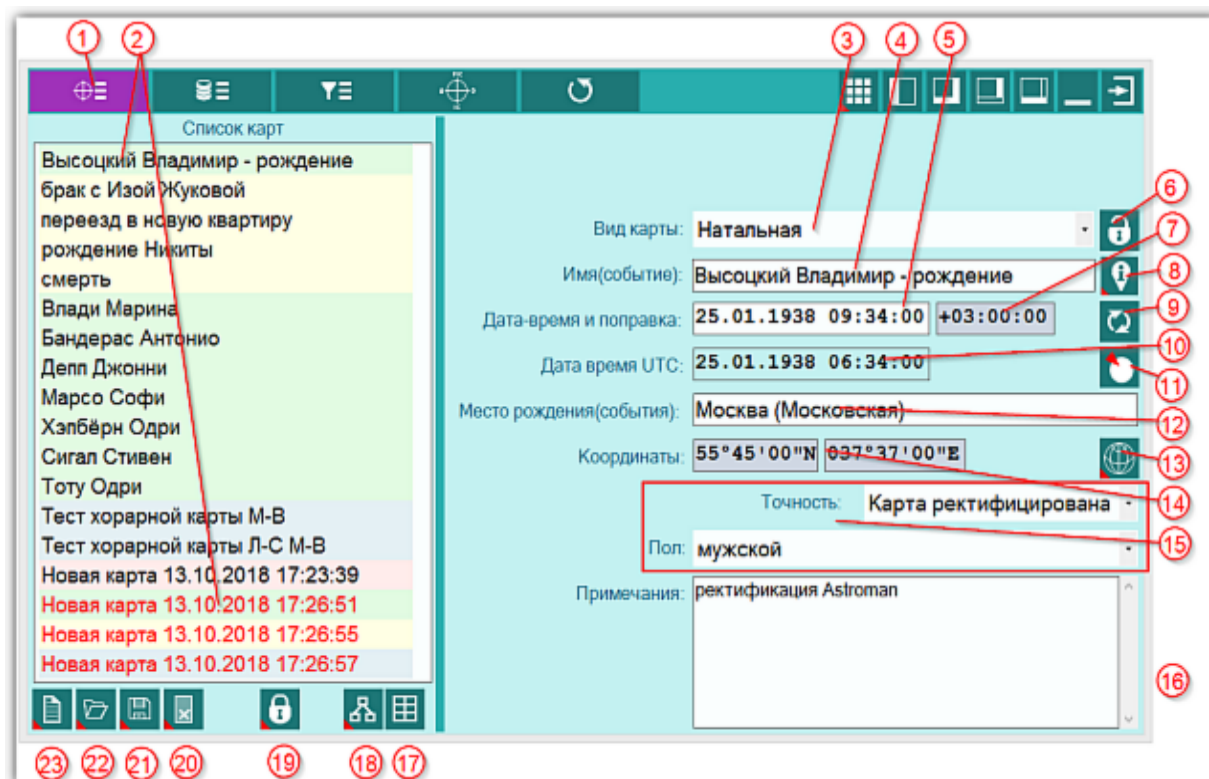 1 2 3 4 5
Список карт
Высоцкий Владимир - рождение
брак с Изой Жуковой
переезд в новую квартиру
рождение Никиты
смерть
Влади Марина
Бандерас Антонио
Депп Джонни
Марсо Софи
Хэпбёрн Одри
Сигал Стивен
Тоту Одри
Тест хорарной карты М-В
Тест хорарной карты Л-С М-В
Новая карта 13.10.2018 17:23:39
Новая карта 13.10.2018 17:26:51
Новая карта 13.10.2018 17:26:55
Новая карта 13.10.2018 17:26:57
Вид карты: Натальная 6
7
Имя(событие): Высоцкий Владимир - рождение 8
Дата-время и поправка: 25.01.1938 09:34:00 +03:00:00 9
10
Дата время UTC: 25.01.1938 06:34:00 11
Место рождения(события): Москва (Московская) 12
Координаты: 55°45'00"N 037°37'00"E 13
14
Точность: Карта ректифицирована
15
Пол: мужской
Примечания: ректификация Astroman
16
23 22 21 20 19 18 17